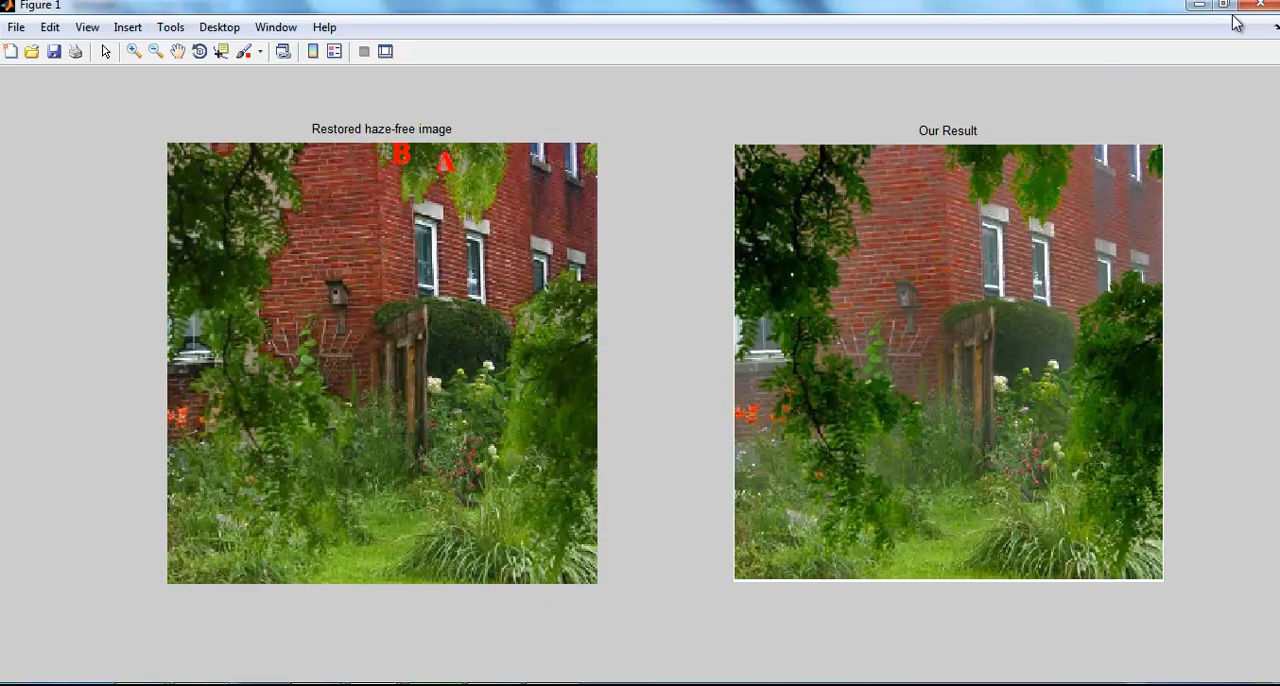 Figure 1
File Edit View Insert Tools Desktop Window Help
Restored haze-free image
Our Result
B A